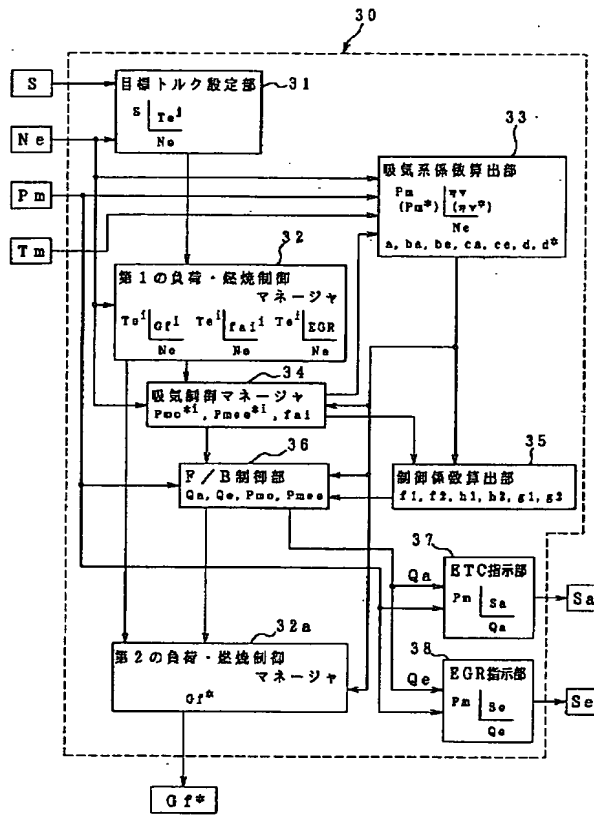 30
S
Ne
Pm
Tm
目標トルク設定部
S Te^i
Ne
31
33
吸気系係数算出部
Pm ηv
(Pm*) (ηv*)
Ne
a, ba, be, ca, ce, d, d*
32
第1の負荷・燃焼制御
マネージャ
Te^i Gf^i Te^i fai^i Te^i EGR
Ne Ne Ne
34
吸気制御マネージャ
Pmo*^i, Pmee*^i, fai
36
F/B制御部
Qa, Qe, Pmo, Pmee
35
制御係数算出部
f1, f2, h1, h2, g1, g2
37
Qa
ETC指示部
Pm Sa
Qa
Sa
32a
第2の負荷・燃焼制御
マネージャ
Gf*
38
Qe
EGR指示部
Pm Se
Qe
Se
Gf*